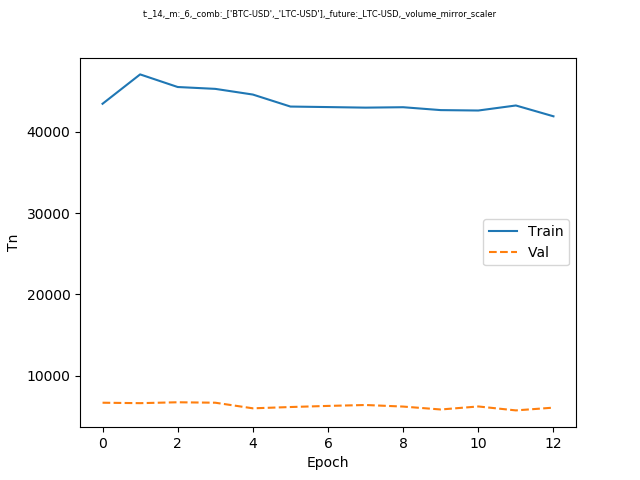 t:_14,_m:_6,_comb:_['BTC-USD',_'LTC-USD'],_future:_LTC-USD,_volume_mirror_scaler
40000
30000
20000
10000
Tn
Train
Val
0 2 4 6 8 10 12
Epoch